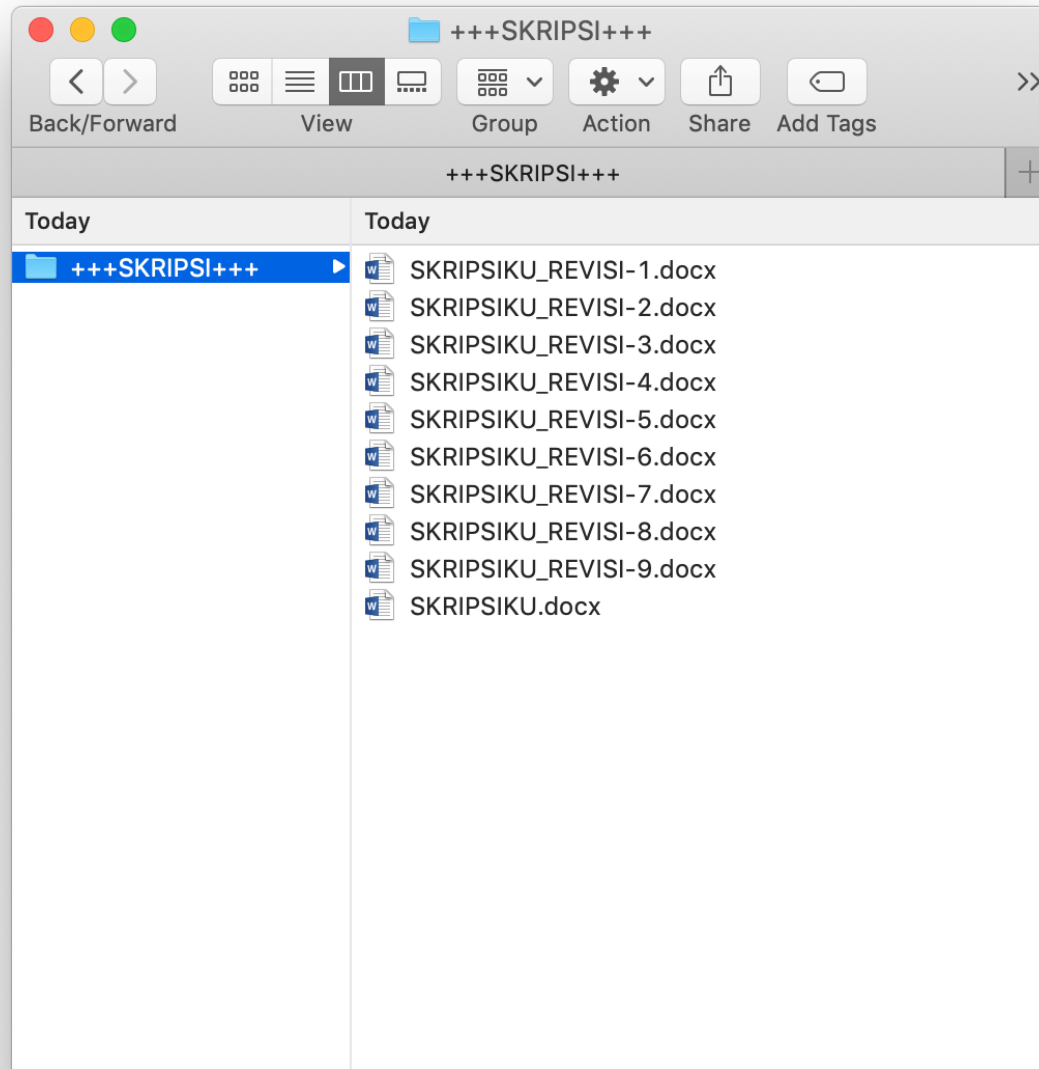 +++SKRIPSI+++
Back/Forward View Group Action Share Add Tags
+++SKRIPSI+++
Today
+++SKRIPSI+++
Today
SKRIPSIKU_REVISI-1.docx
SKRIPSIKU_REVISI-2.docx
SKRIPSIKU_REVISI-3.docx
SKRIPSIKU_REVISI-4.docx
SKRIPSIKU_REVISI-5.docx
SKRIPSIKU_REVISI-6.docx
SKRIPSIKU_REVISI-7.docx
SKRIPSIKU_REVISI-8.docx
SKRIPSIKU_REVISI-9.docx
SKRIPSIKU.docx